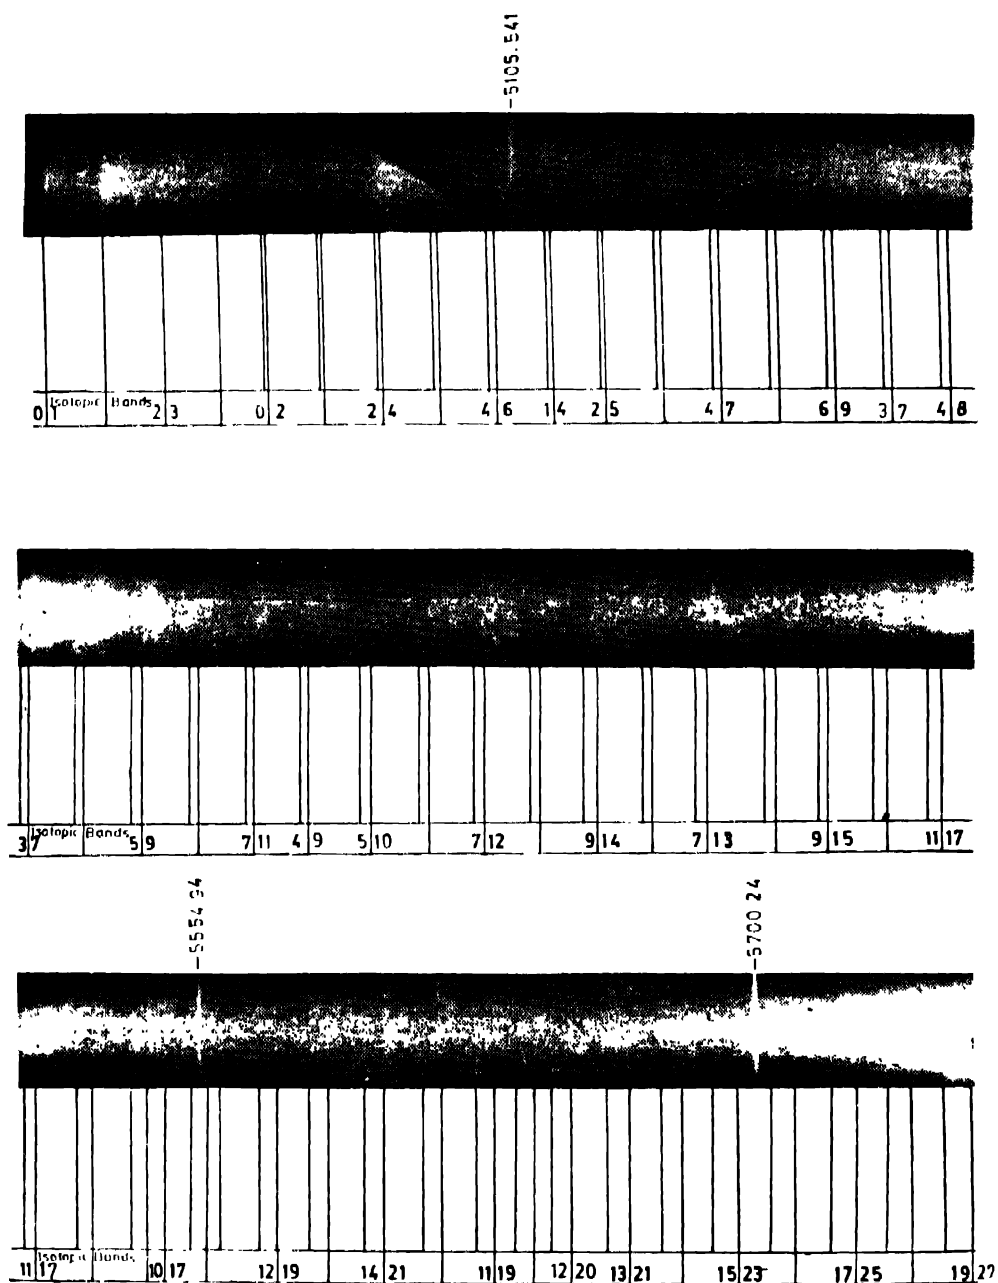 -5105.541
Isotopic Bands
0 1 2 3 0 2 2 4 4 6 1 4 2 5 4 7 6 9 3 7 4 8
Isotopic Bands
3 7 5 9 7 11 4 9 5 10 7 12 9 14 7 13 9 15 11 17
-5554 94
-5700 24
Isotopic Bands
11 17 10 17 12 19 14 21 11 19 12 20 13 21 15 23 17 25 19 27